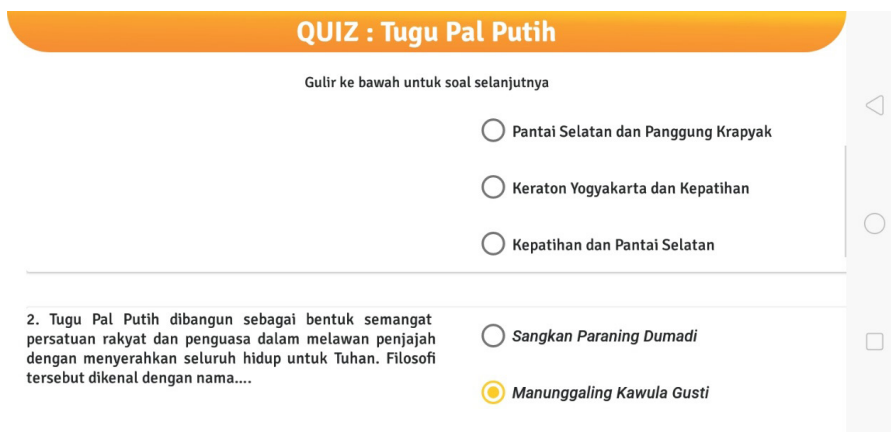 QUIZ : Tugu Pal Putih
Gulir ke bawah untuk soal selanjutnya
Pantai Selatan dan Panggung Krapyak
Keraton Yogyakarta dan Kepatihan
Kepatihan dan Pantai Selatan
2. Tugu Pal Putih dibangun sebagai bentuk semangat
persatuan rakyat dan penguasa dalam melawan penjajah
dengan menyerahkan seluruh hidup untuk Tuhan. Filosofi
tersebut dikenal dengan nama....
Sangkan Paraning Dumadi
Manunggaling Kawula Gusti